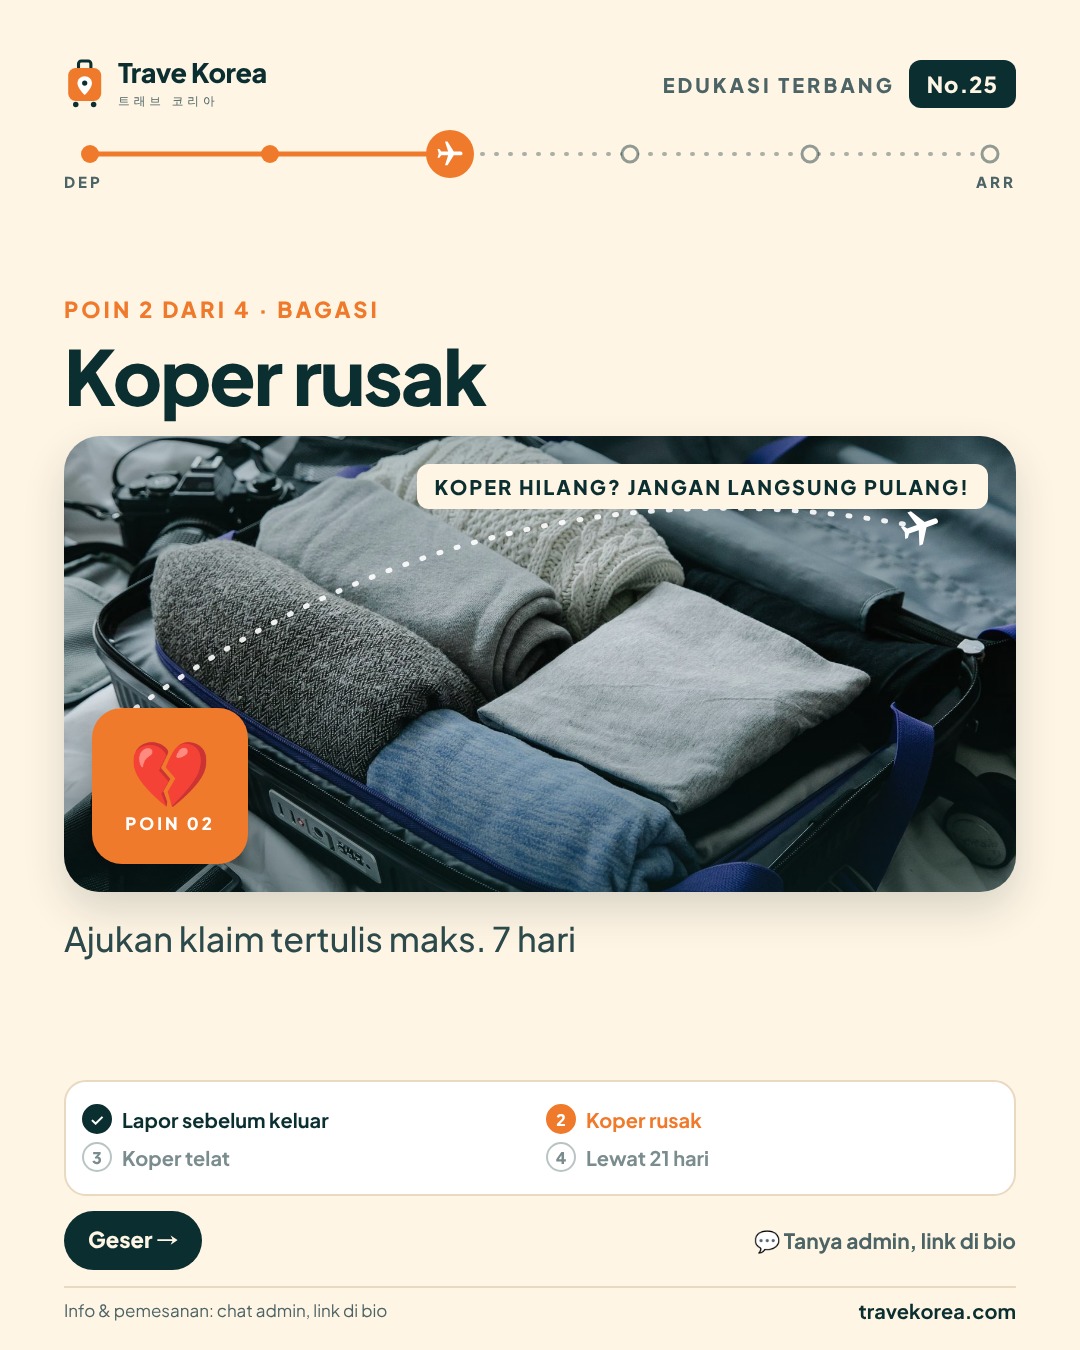 Trave Korea
트래브 코리아
EDUKASI TERBANG
No.25
DEP
ARR
POIN 2 DARI 4 · BAGASI
Koper rusak
KOPER HILANG? JANGAN LANGSUNG PULANG!
POIN 02
Ajukan klaim tertulis maks. 7 hari
Lapor sebelum keluar
2 Koper rusak
3 Koper telat
4 Lewat 21 hari
Geser →
💬 Tanya admin, link di bio
Info & pemesanan: chat admin, link di bio
travekorea.com